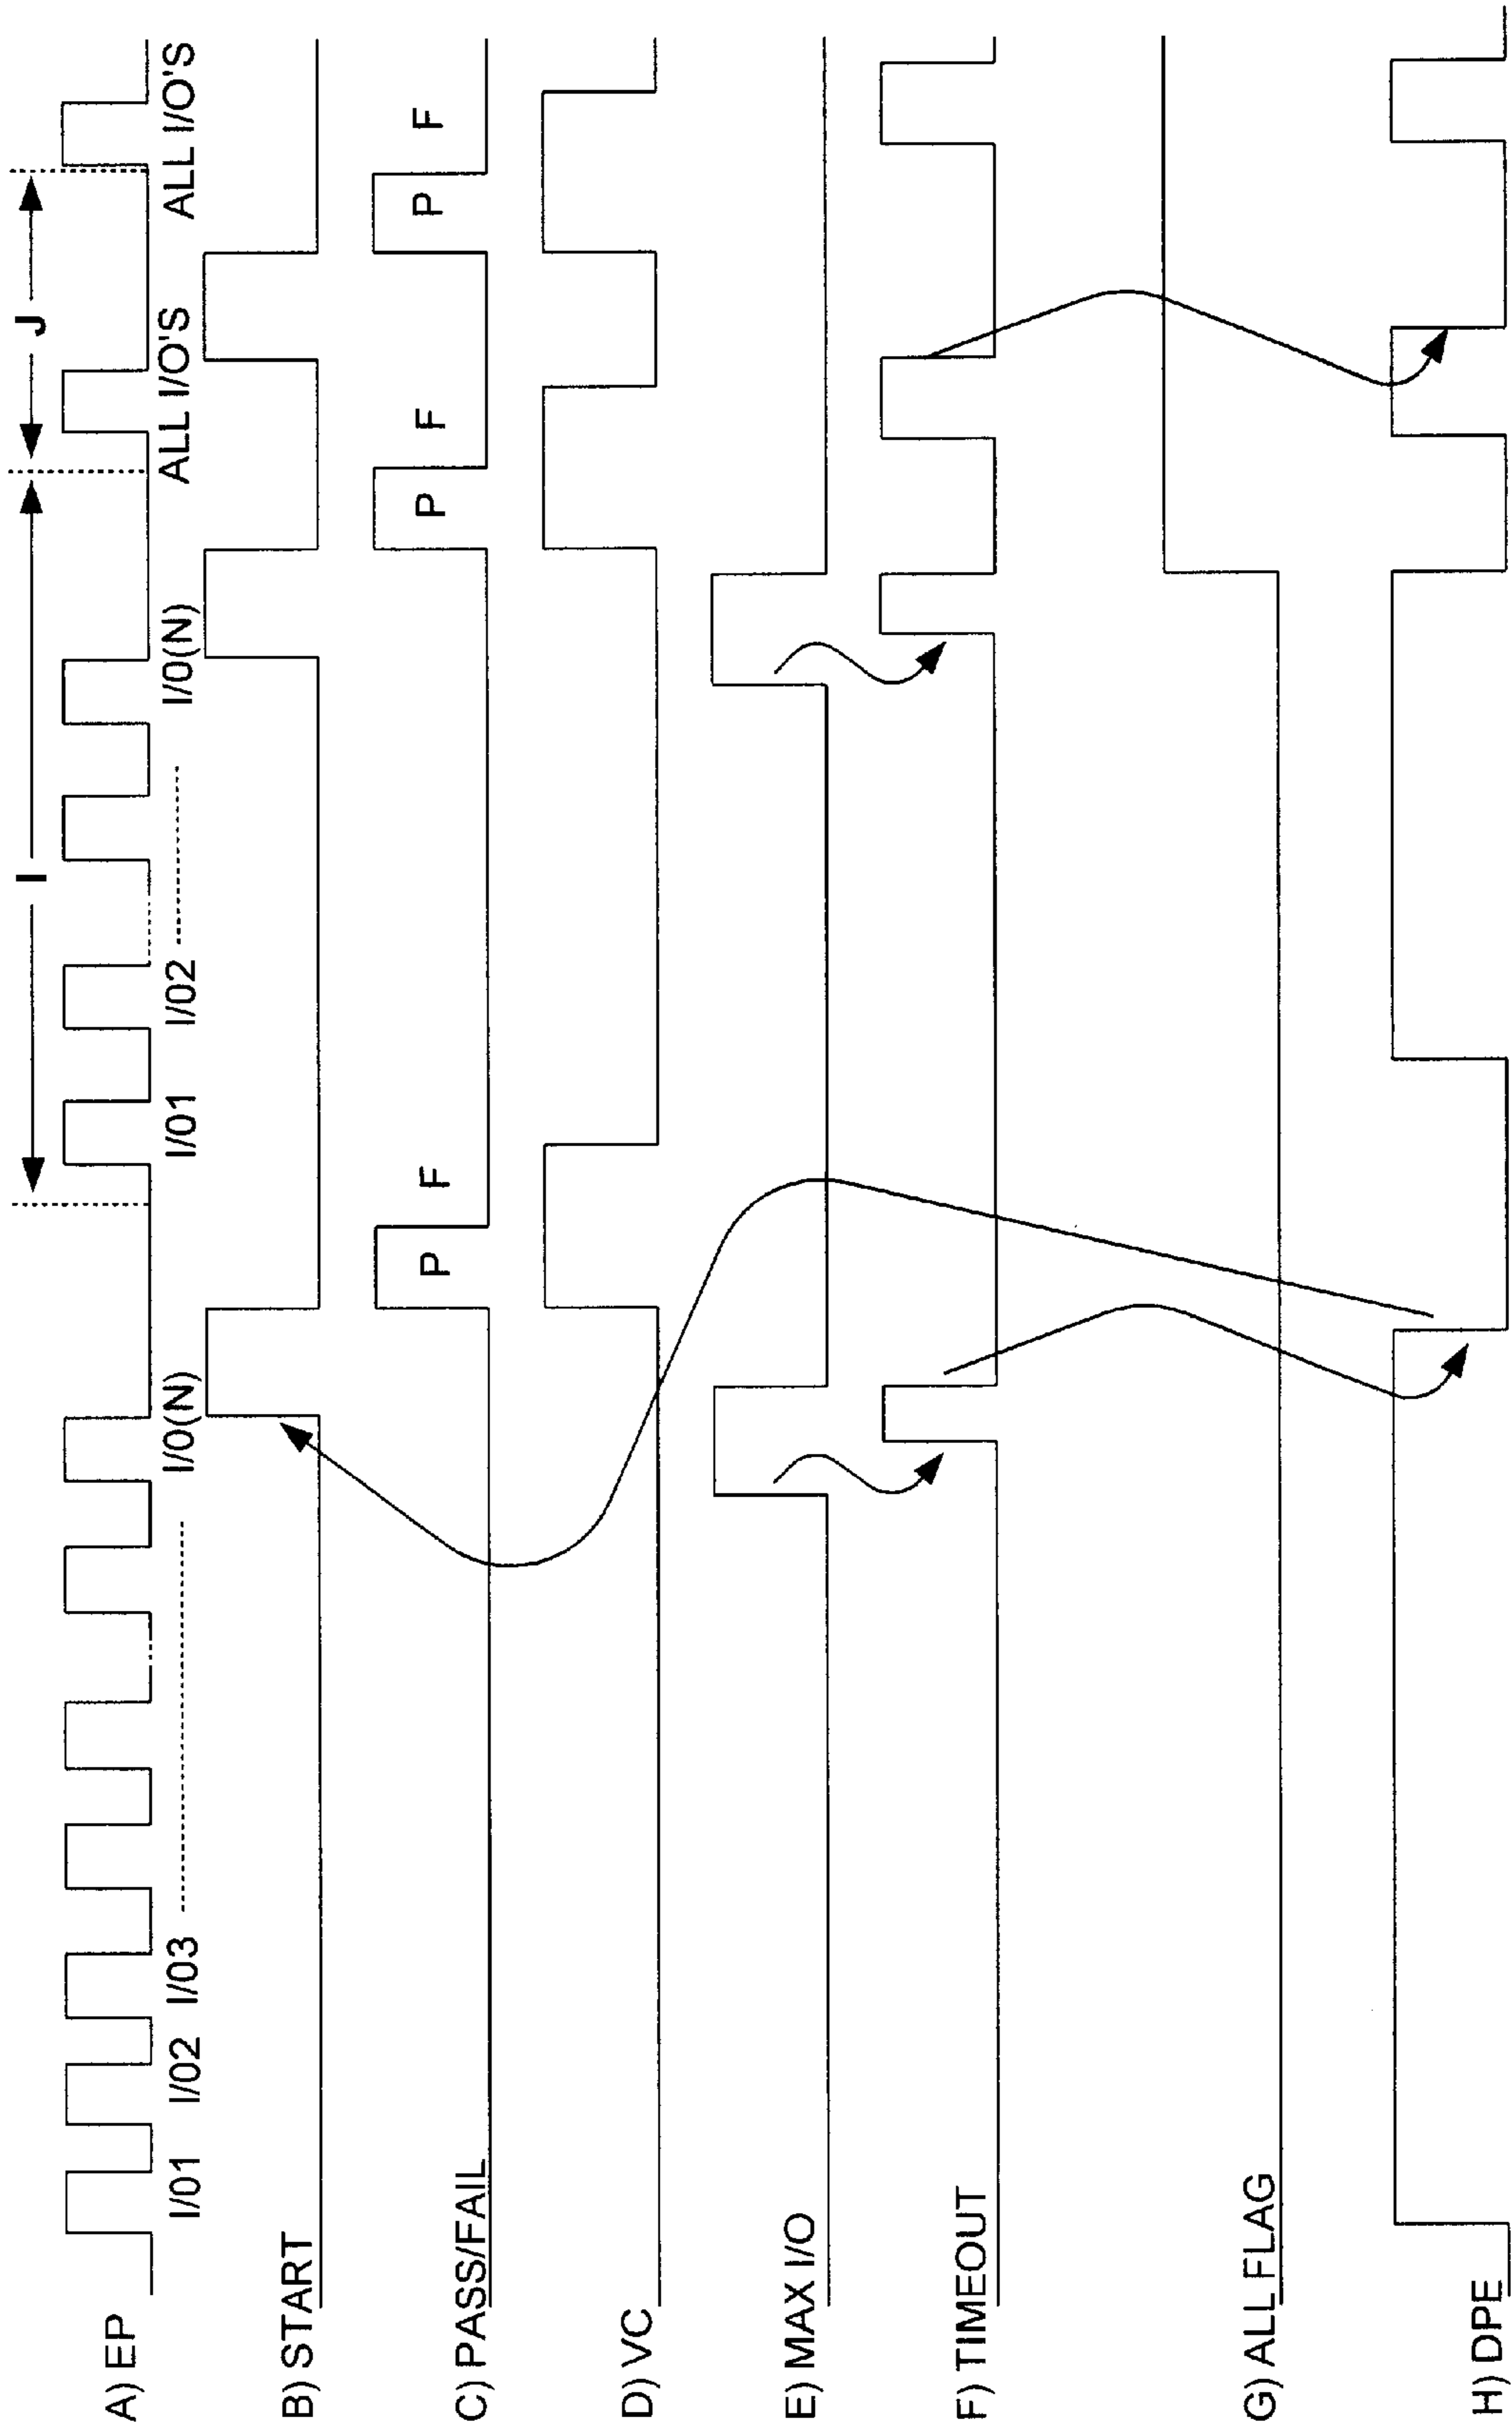 I J
A) EP
I/01 I/02 I/03 I/0(N) I/01 I/02 I/0(N) ALL I/O'S ALL I/O'S
B) START
C) PASS/FAIL
P F P F P F
D) VC
E) MAX I/O
F) TIMEOUT
G) ALL FLAG
H) DPE